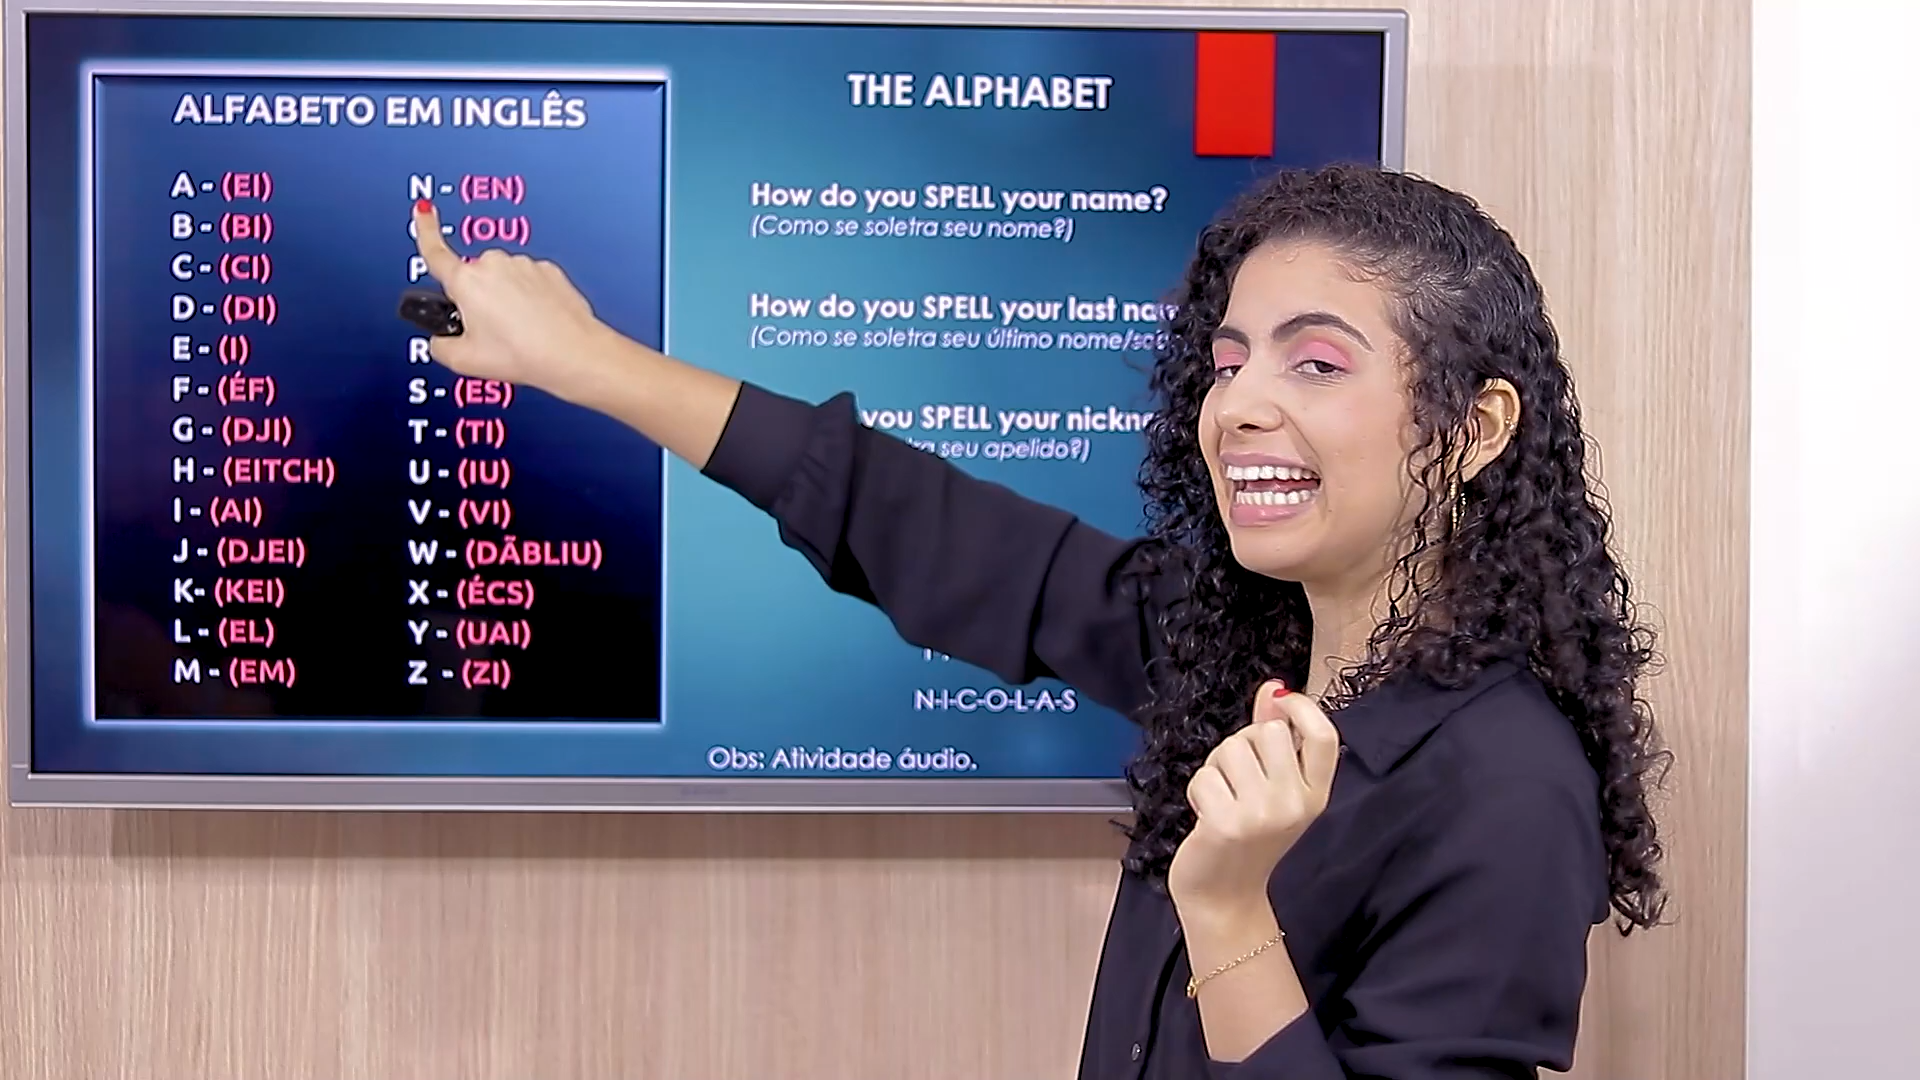 ALFABETO EM INGLÊS
A - (EI)
B - (BI)
C - (CI)
D - (DI)
E - (I)
F - (ÉF)
G - (DJI)
H - (EITCH)
I - (AI)
J - (DJEI)
K- (KEI)
L - (EL)
M - (EM)
N - (EN)
- (OU)
P
R
S - (ES)
T - (TI)
U - (IU)
V - (VI)
W - (DÃBLIU)
X - (ÉCS)
Y - (UAI)
Z - (ZI)
THE ALPHABET
How do you SPELL your name?
(Como se soletra seu nome?)
How do you SPELL your last
(Como se soletra seu último
you SPELL your
seu apelido?)
N-I-C-O-L-A-S
Obs: Atividade áudio.